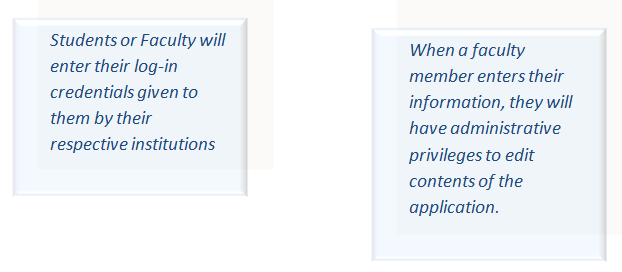 Students or Faculty will
enter their log-in
credentials given to
them by their
respective institutions
When a faculty
member enters their
information, they will
have administrative
privileges to edit
contents of the
application.